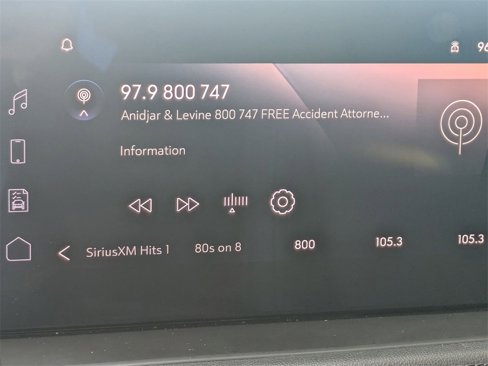 96
97.9 800 747
Anidjar & Levine 800 747 FREE Accident Attorne...
Information
SiriusXM Hits 1 80s on 8 800 105.3 105.3